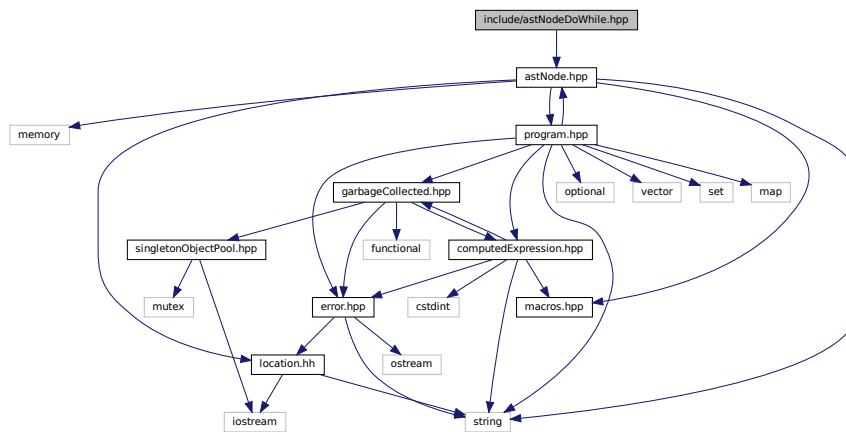 include/astNodeDoWhile.hpp
astNode.hpp
memory
program.hpp
garbageCollected.hpp
optional
vector
set
map
singletonObjectPool.hpp
functional
computedExpression.hpp
mutex
error.hpp
cstdint
macros.hpp
location.hh
ostream
iostream
string